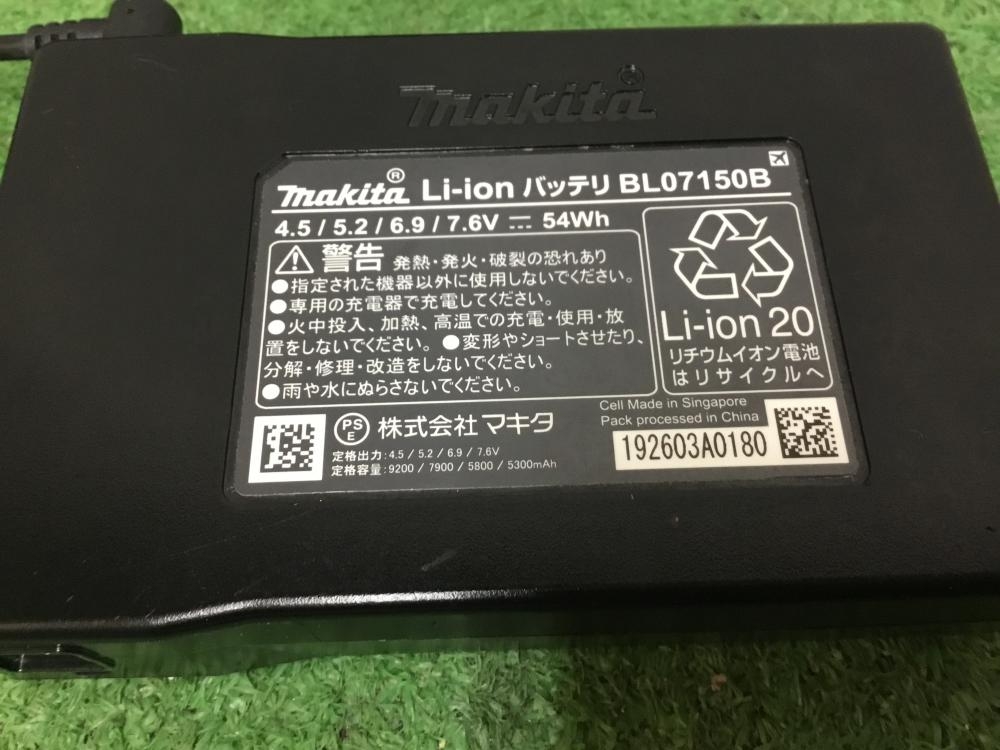 makita®
makita® Li-ion バッテリ BL07150B
4.5 / 5.2 / 6.9 / 7.6V ⎓ 54Wh
警告 発熱・発火・破裂の恐れあり
●指定された機器以外に使用しないでください。
●専用の充電器で充電してください。
●火中投入、加熱、高温での充電・使用・放
置をしないでください。 ●変形やショートさせたり、
分解・修理・改造をしないでください。
●雨や水にぬらさないでください。
Li-ion 20
リチウムイオン電池
はリサイクルへ
PSE 株式会社 マキタ
定格出力:4.5 / 5.2 / 6.9 / 7.6V
定格容量:9200 / 7900 / 5800 / 5300mAh
Cell Made in Singapore
Pack processed in China
192603A0180